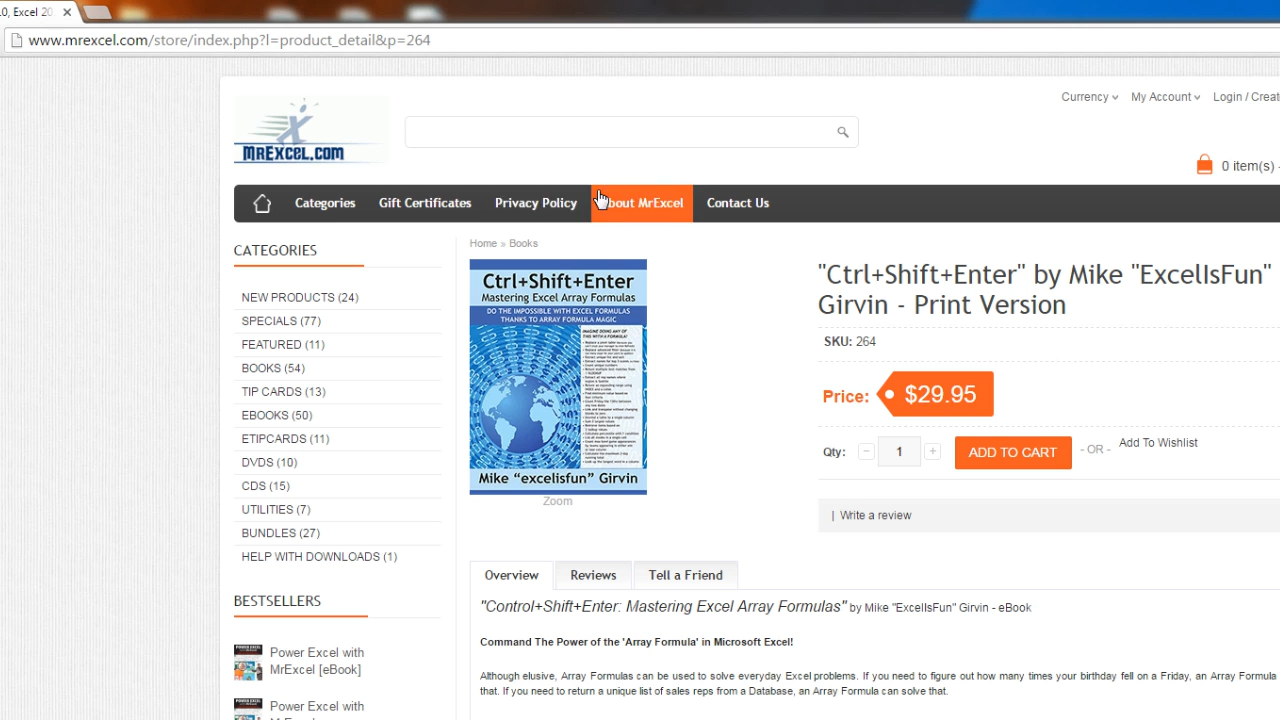 .0, Excel 20
www.mrexcel.com/store/index.php?l=product_detail&p=264
Currency
My Account
Login / Creat
MREXCEL.COM
0 item(s) -
Categories
Gift Certificates
Privacy Policy
bout MrExcel
Contact Us
CATEGORIES
NEW PRODUCTS (24)
SPECIALS (77)
FEATURED (11)
BOOKS (54)
TIP CARDS (13)
EBOOKS (50)
ETIPCARDS (11)
DVDS (10)
CDS (15)
UTILITIES (7)
BUNDLES (27)
HELP WITH DOWNLOADS (1)
BESTSELLERS
Power Excel with
MrExcel [eBook]
Power Excel with
Home » Books
Ctrl+Shift+Enter
Mastering Excel Array Formulas
DO THE IMPOSSIBLE WITH EXCEL FORMULAS
THANKS TO ARRAY FORMULA MAGIC
Mike "excelisfun" Girvin
Zoom
"Ctrl+Shift+Enter" by Mike "ExcelIsFun"
Girvin - Print Version
SKU: 264
Price: $29.95
Qty: - 1 + ADD TO CART - OR - Add To Wishlist
| Write a review
Overview
Reviews
Tell a Friend
"Control+Shift+Enter: Mastering Excel Array Formulas" by Mike "ExcelIsFun" Girvin - eBook
Command The Power of the 'Array Formula' in Microsoft Excel!
Although elusive, Array Formulas can be used to solve everyday Excel problems. If you need to figure out how many times your birthday fell on a Friday, an Array Formula
that. If you need to return a unique list of sales reps from a Database, an Array Formula can solve that.